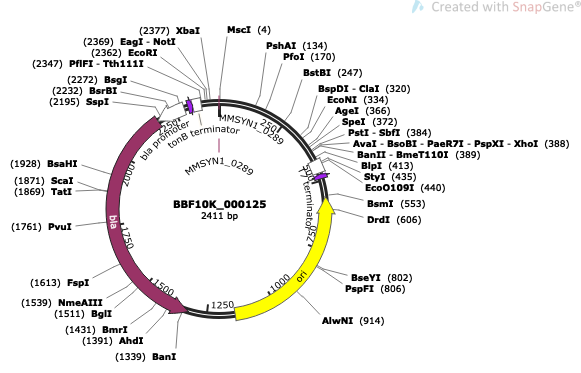 Created with SnapGene®
(2377) XbaI
MscI (4)
(2369) EagI - NotI
PshAI (134)
(2362) EcoRI
PfoI (170)
(2347) PflFI - Tth111I
BstBI (247)
(2272) BsgI
BspDI - ClaI (320)
(2232) BsrBI
EcoNI (334)
(2195) SspI
AgeI (366)
SpeI (372)
PstI - SbfI (384)
AvaI - BsoBI - PaeR7I - PspXI - XhoI (388)
BanII - BmeT110I (389)
BlpI (413)
StyI (435)
EcoO109I (440)
BsmI (553)
DrdI (606)
(1928) BsaHI
(1871) ScaI
(1869) TatI
(1761) PvuI
(1613) FspI
BseYI (802)
PspFI (806)
(1539) NmeAIII
(1511) BglI
AlwNI (914)
(1431) BmrI
(1391) AhdI
(1339) BanI
MMSYN1_0289
bla promoter
tonB terminator
MMSYN1_0289
T7 terminator
BBF10K_000125
2411 bp
bla
ori
250
500
750
1000
1250
1500
1750
2000
2250